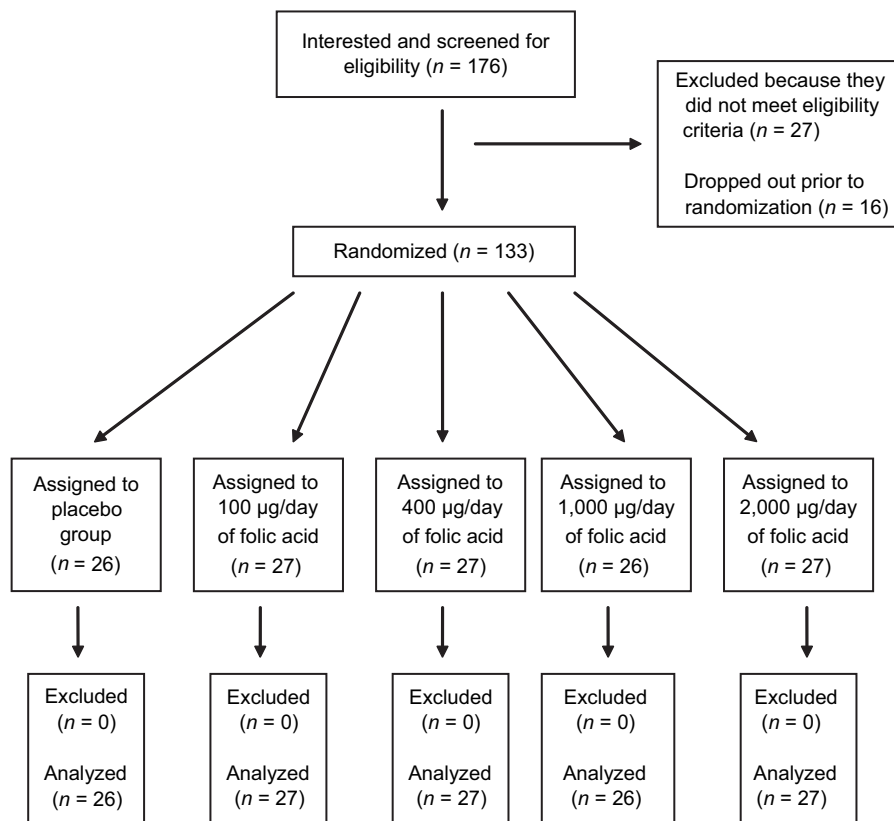 Interested and screened for
eligibility (n = 176)
Excluded because they
did not meet eligibility
criteria (n = 27)
Dropped out prior to
randomization (n = 16)
Randomized (n = 133)
Assigned to
placebo
group
(n = 26)
Assigned to
100 µg/day
of folic acid
(n = 27)
Assigned to
400 µg/day
of folic acid
(n = 27)
Assigned to
1,000 µg/day
of folic acid
(n = 26)
Assigned to
2,000 µg/day
of folic acid
(n = 27)
Excluded
(n = 0)
Analyzed
(n = 26)
Excluded
(n = 0)
Analyzed
(n = 27)
Excluded
(n = 0)
Analyzed
(n = 27)
Excluded
(n = 0)
Analyzed
(n = 26)
Excluded
(n = 0)
Analyzed
(n = 27)